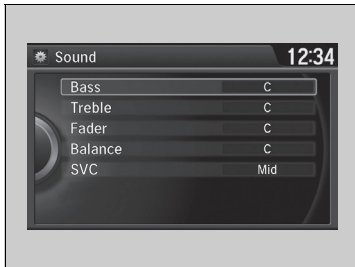 Sound 12:34
Bass C
Treble C
Fader C
Balance C
SVC Mid